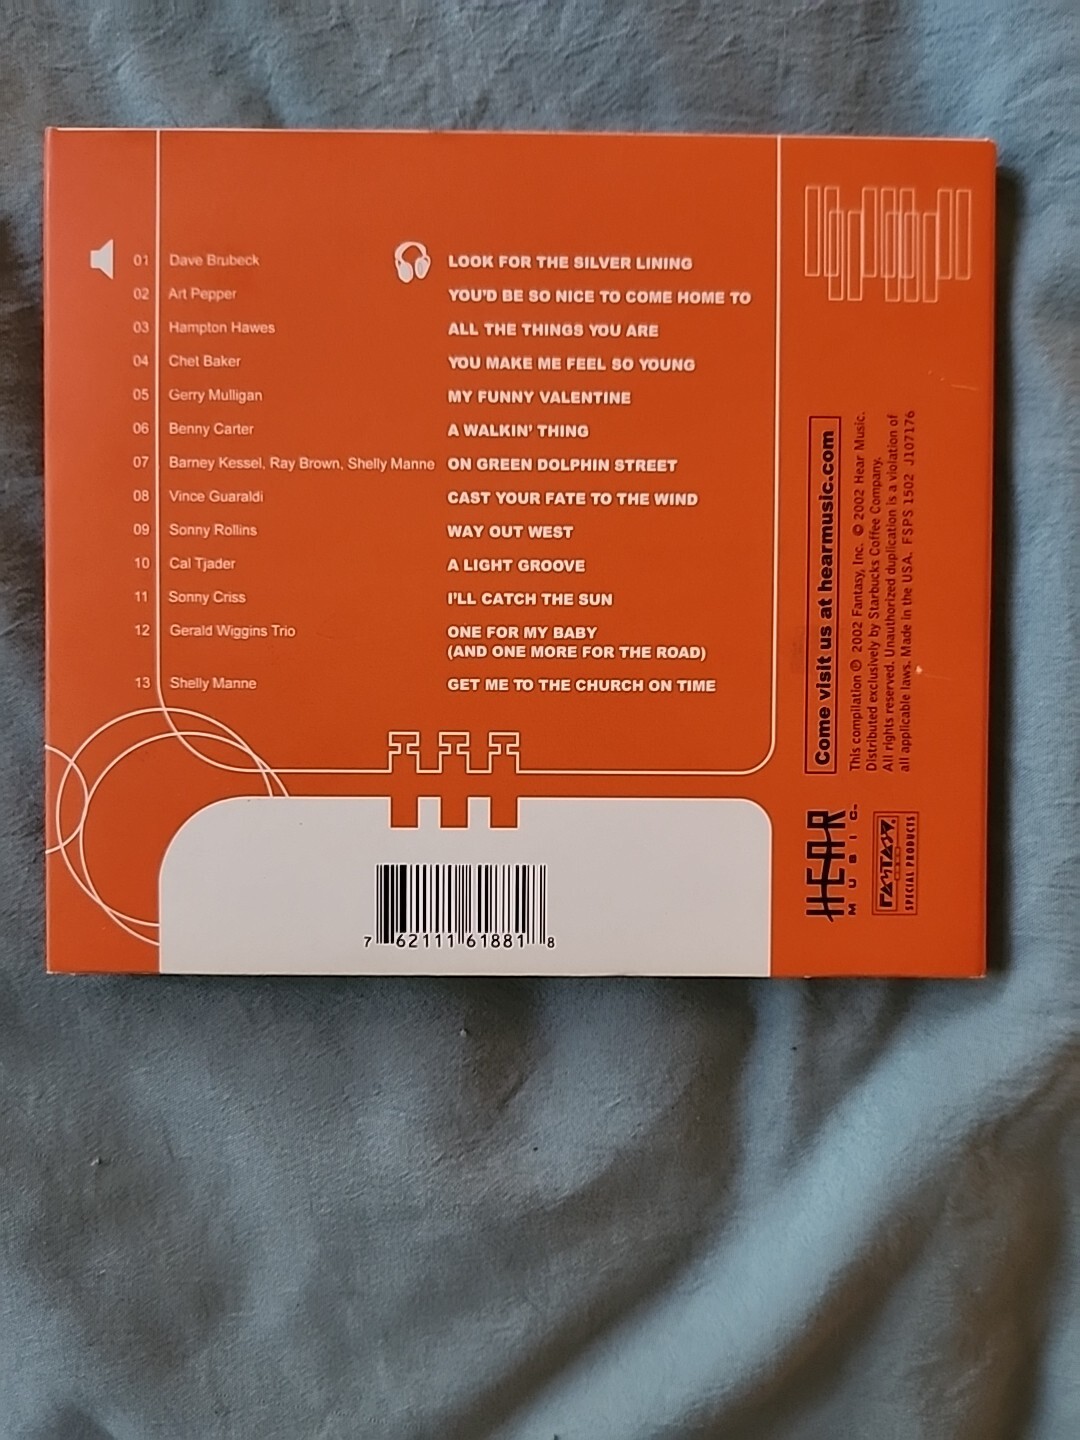 01 Dave Brubeck LOOK FOR THE SILVER LINING
02 Art Pepper YOU'D BE SO NICE TO COME HOME TO
03 Hampton Hawes ALL THE THINGS YOU ARE
04 Chet Baker YOU MAKE ME FEEL SO YOUNG
05 Gerry Mulligan MY FUNNY VALENTINE
06 Benny Carter A WALKIN' THING
07 Barney Kessel, Ray Brown, Shelly Manne ON GREEN DOLPHIN STREET
08 Vince Guaraldi CAST YOUR FATE TO THE WIND
09 Sonny Rollins WAY OUT WEST
10 Cal Tjader A LIGHT GROOVE
11 Sonny Criss I'LL CATCH THE SUN
12 Gerald Wiggins Trio ONE FOR MY BABY
(AND ONE MORE FOR THE ROAD)
13 Shelly Manne GET ME TO THE CHURCH ON TIME
7 62111 61881 8
Come visit us at hearmusic.com
This compilation ℗ 2002 Fantasy, Inc. © 2002 Hear Music.
Distributed exclusively by Starbucks Coffee Company.
All rights reserved. Unauthorized duplication is a violation of
all applicable laws. Made in the USA. FSPS 1502 J107176
HEAR
MUSIC™
FANTASY
SPECIAL PRODUCTS